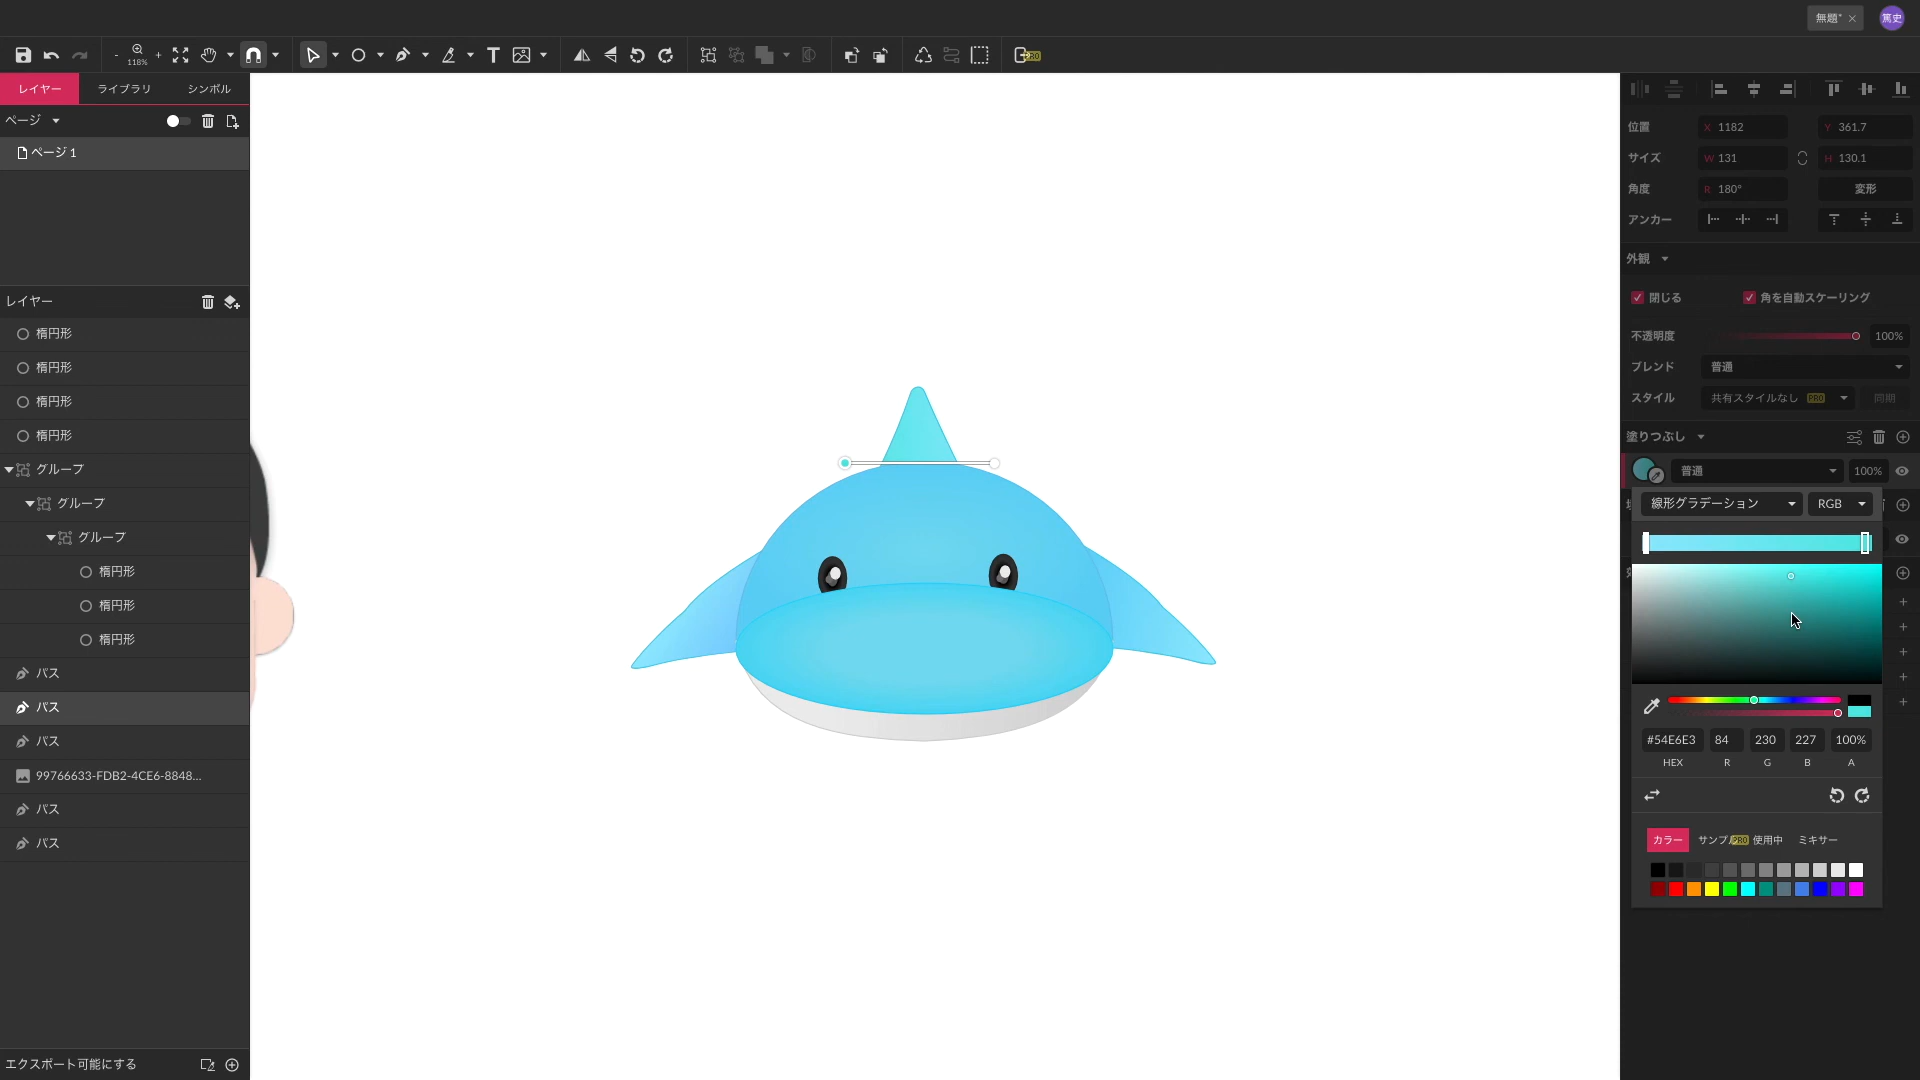 無題*
篤史
- 118% +
T
PRO
レイヤー ライブラリ シンボル
ページ
ページ 1
レイヤー
楕円形
楕円形
楕円形
楕円形
グループ
グループ
グループ
楕円形
楕円形
楕円形
パス
パス
パス
99766633-FDB2-4CE6-8848...
パス
パス
エクスポート可能にする
位置 X 1182 Y 361.7
サイズ W 131 H 130.1
角度 R 180° 変形
アンカー
外観
閉じる 角を自動スケーリング
不透明度 100%
ブレンド 普通
スタイル 共有スタイルなし PRO 同期
塗りつぶし
普通 100%
線形グラデーション RGB
#54E6E3 84 230 227 100%
HEX R G B A
カラー サンプル PRO 使用中 ミキサー